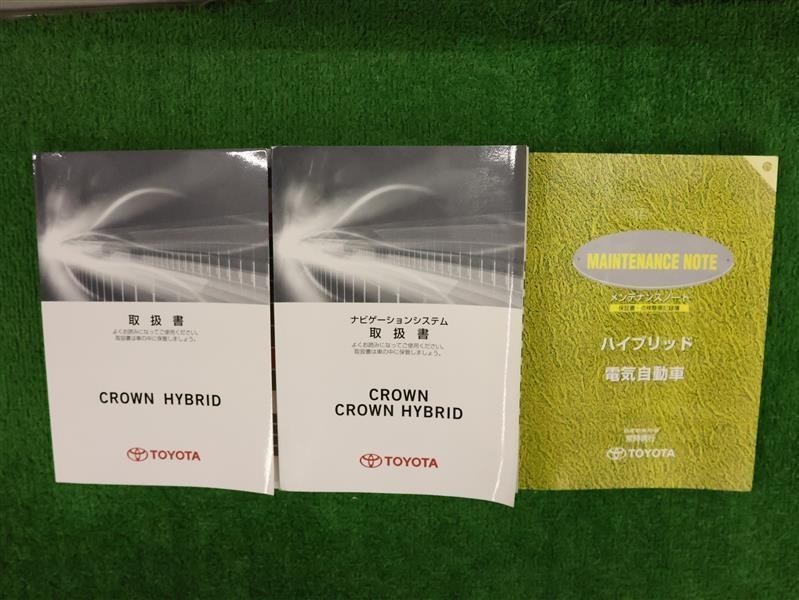 取扱書
よくお読みになってご使用ください。
取扱書は車の中に保管しましょう。
CROWN HYBRID
TOYOTA
ナビゲーションシステム
取扱書
よくお読みになってご使用ください。
取扱書は車の中に保管しましょう。
CROWN
CROWN HYBRID
TOYOTA
MAINTENANCE NOTE
メンテナンスノート
ハイブリッド
電気自動車
TOYOTA